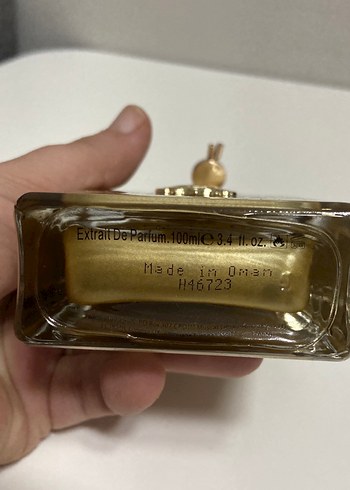 Extrait De Parfum.100ml℮ 3.4 fl.oz.
Made in Oman
H46723